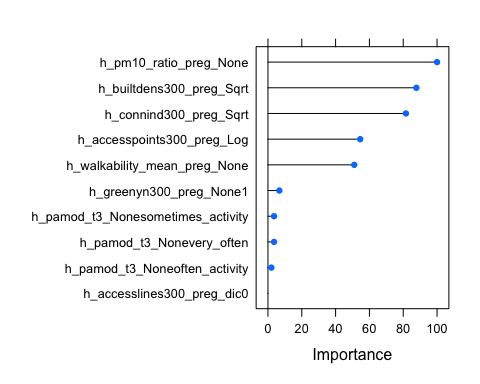 h_pm10_ratio_preg_None
h_builtdens300_preg_Sqrt
h_connind300_preg_Sqrt
h_accesspoints300_preg_Log
h_walkability_mean_preg_None
h_greenyn300_preg_None1
h_pamod_t3_Nonesometimes_activity
h_pamod_t3_Nonevery_often
h_pamod_t3_Noneoften_activity
h_accesslines300_preg_dic0
0 20 40 60 80 100
Importance